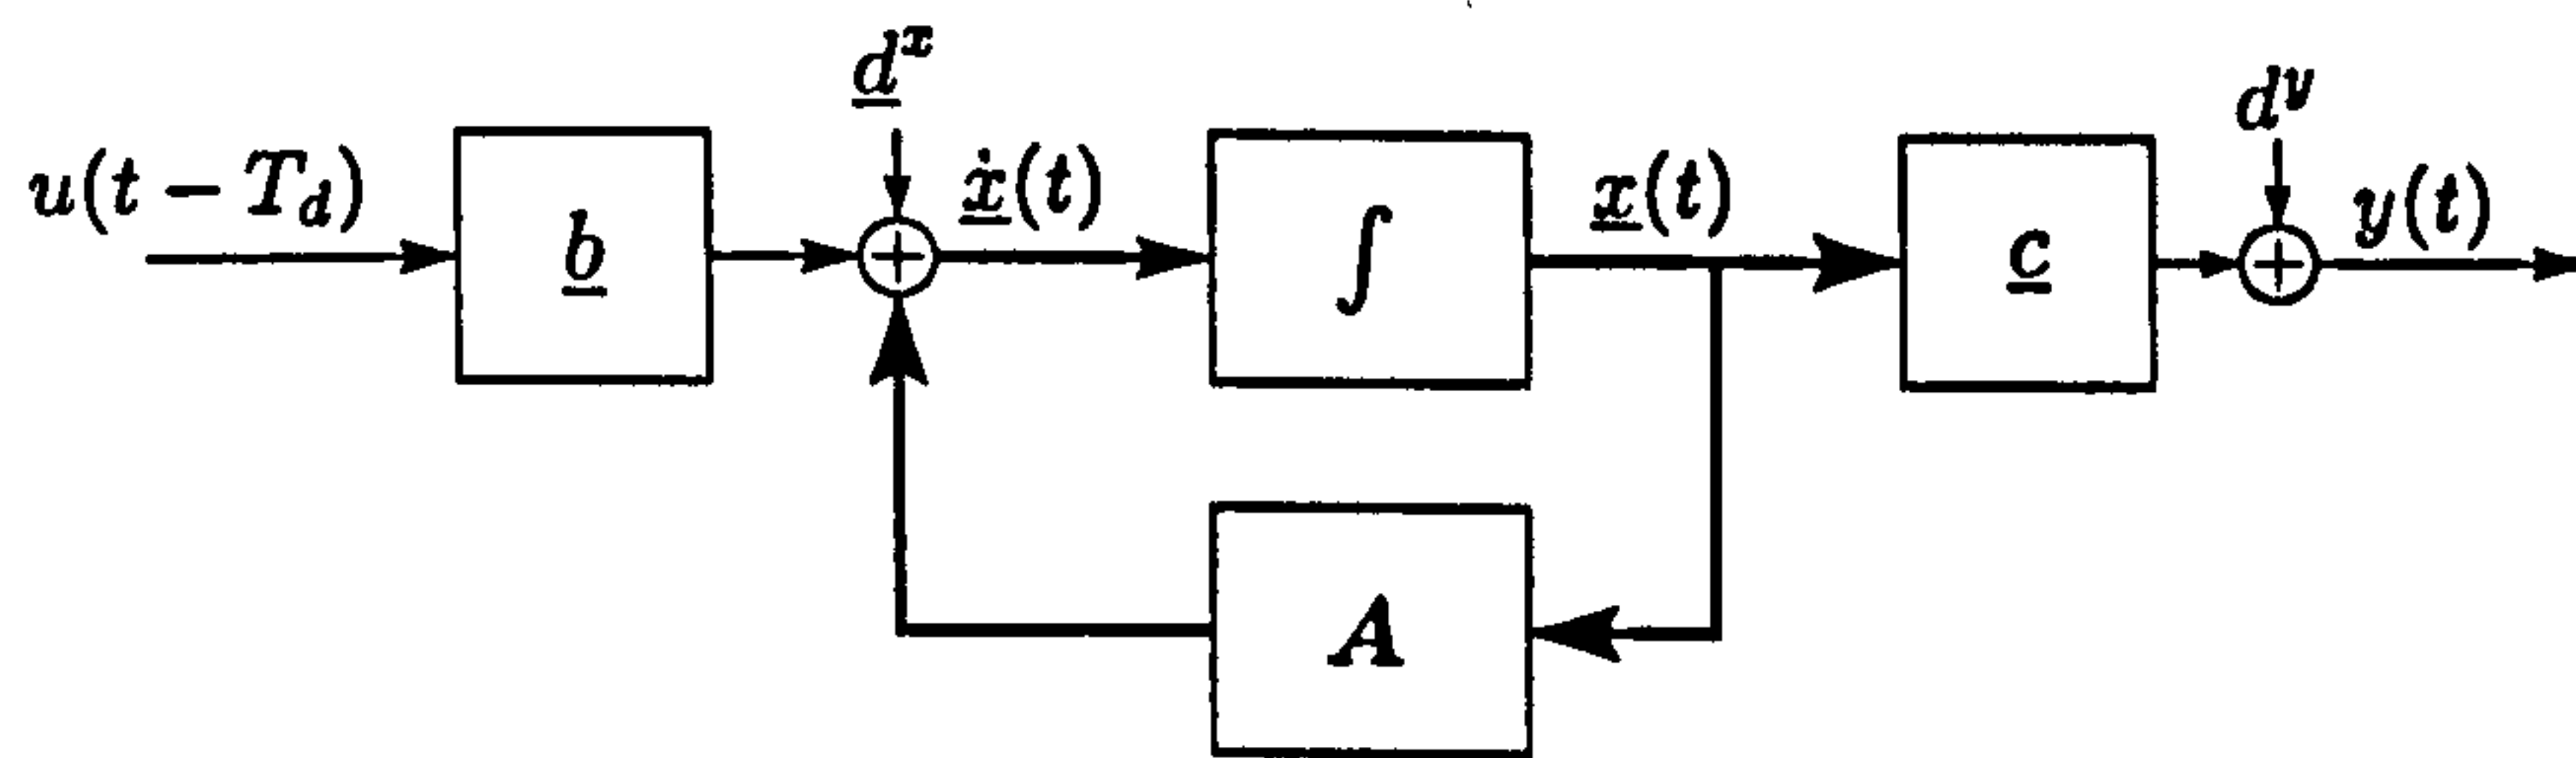 d^x
d^y
u(t − T_d)
b
ẋ(t)
∫
x(t)
c
y(t)
A